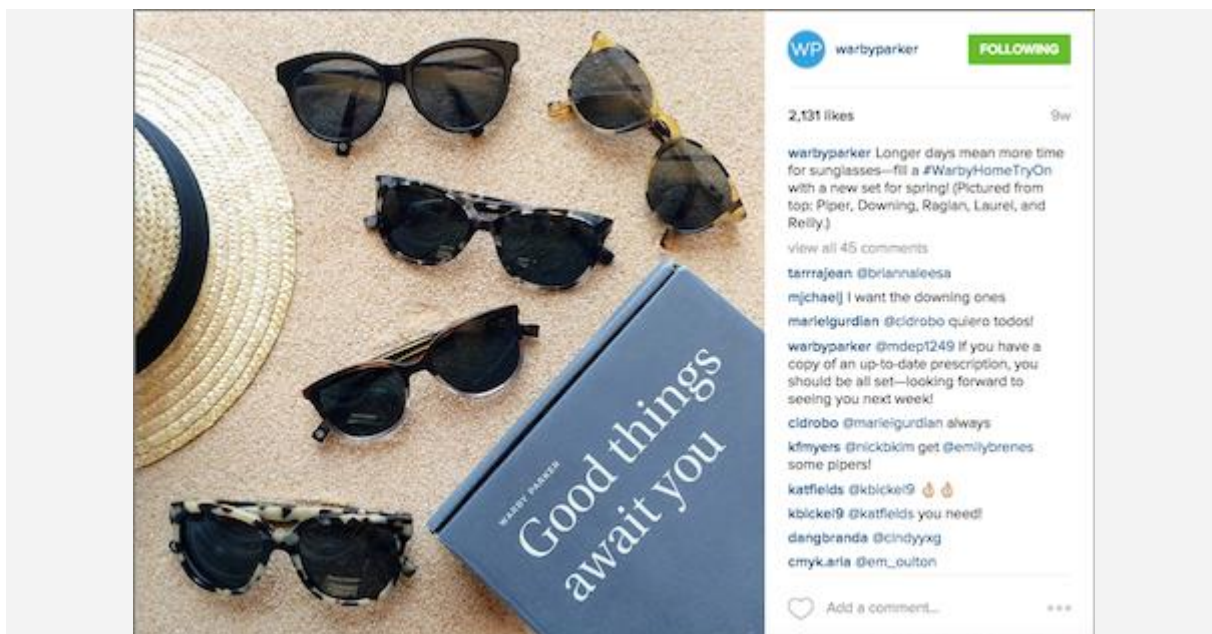 WARBY PARKER
Good things
await you
WP warbyparker
FOLLOWING
2,131 likes 9w
warbyparker Longer days mean more time
for sunglasses—fill a #WarbyHomeTryOn
with a new set for spring! (Pictured from
top: Piper, Downing, Raglan, Laurel, and
Reilly.)
view all 45 comments
tarrrajean @briannaleesa
mjchaelj I want the downing ones
marielgurdian @cldrobo quiero todos!
warbyparker @mdep1249 If you have a
copy of an up-to-date prescription, you
should be all set—looking forward to
seeing you next week!
cldrobo @marielgurdian always
kfmyers @nickbkim get @emilybrenes
some pipers!
katfields @kbickel9 👌🏼👌🏼
kbickel9 @katfields you need!
dangbranda @cindyyxg
cmyk.aria @em_oulton
Add a comment...